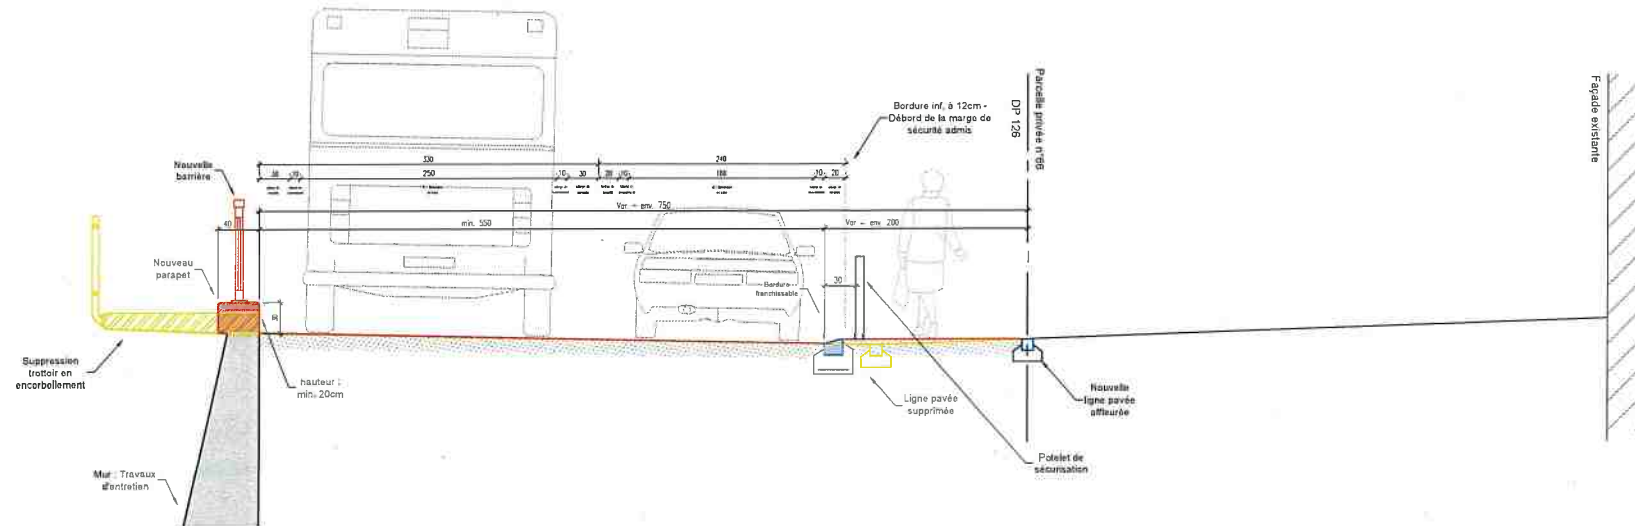 Bordure inf. à 12cm -
Débord de la marge de
sécurité admis
Parcelle privée n°66
DP 126
Façade existante
Nouvelle
barrière
330
240
10
250
10
30
20
10
188
10
20
Var - env. 750
40
min. 550
Var - env. 200
Nouveau
parapet
Bordure
franchissable
30
Suppression
trottoir en
encorbellement
hauteur :
min. 20cm
Ligne pavée
supprimée
Nouvelle
ligne pavée
affleurée
Potelet de
sécurisation
Mur : Travaux
d'entretien